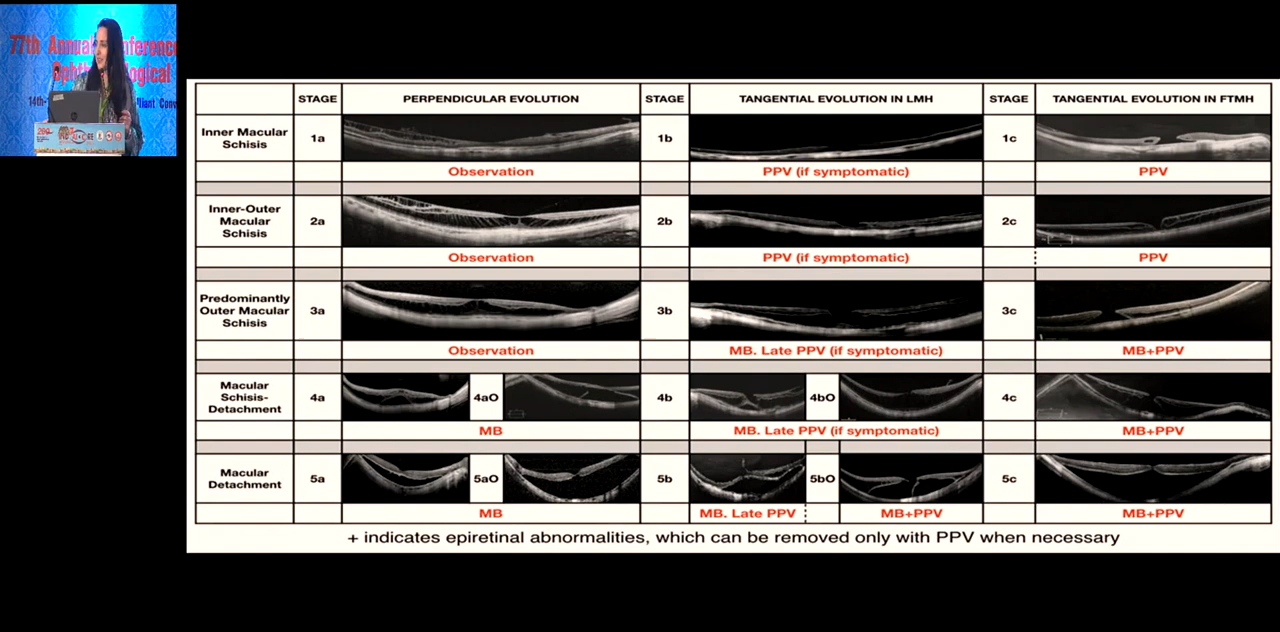 77th Annual Conference
Ophthalmological
14th-
STAGE PERPENDICULAR EVOLUTION STAGE TANGENTIAL EVOLUTION IN LMH STAGE TANGENTIAL EVOLUTION IN FTMH
Inner Macular
Schisis
1a 1b 1c
Observation PPV (if symptomatic) PPV
Inner-Outer
Macular
Schisis
2a 2b 2c
Observation PPV (if symptomatic) PPV
Predominantly
Outer Macular
Schisis
3a 3b 3c
Observation MB. Late PPV (if symptomatic) MB+PPV
Macular
Schisis-
Detachment
4a 4aO 4b 4bO 4c
MB MB. Late PPV (if symptomatic) MB+PPV
Macular
Detachment
5a 5aO 5b 5bO 5c
MB MB. Late PPV MB+PPV MB+PPV
+ indicates epiretinal abnormalities, which can be removed only with PPV when necessary